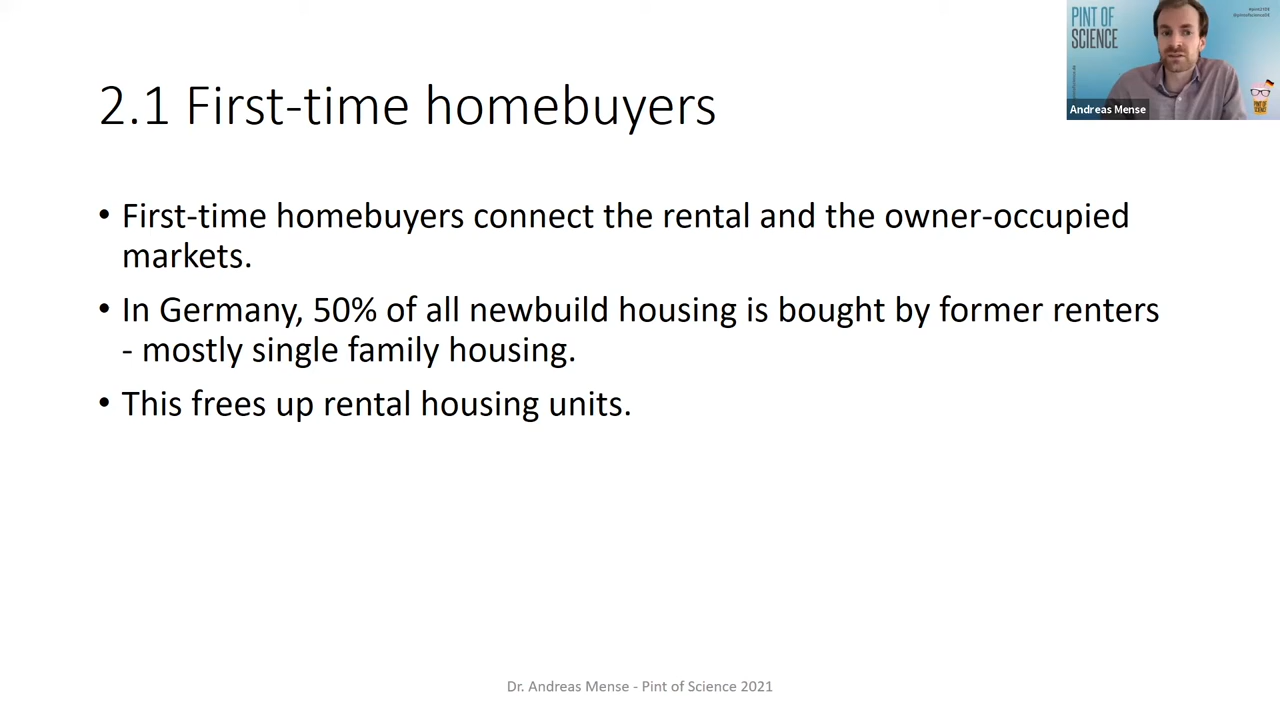 2.1 First-time homebuyers
• First-time homebuyers connect the rental and the owner-occupied
markets.
• In Germany, 50% of all newbuild housing is bought by former renters
- mostly single family housing.
• This frees up rental housing units.
Dr. Andreas Mense - Pint of Science 2021
PINT OF
SCIENCE
Andreas Mense